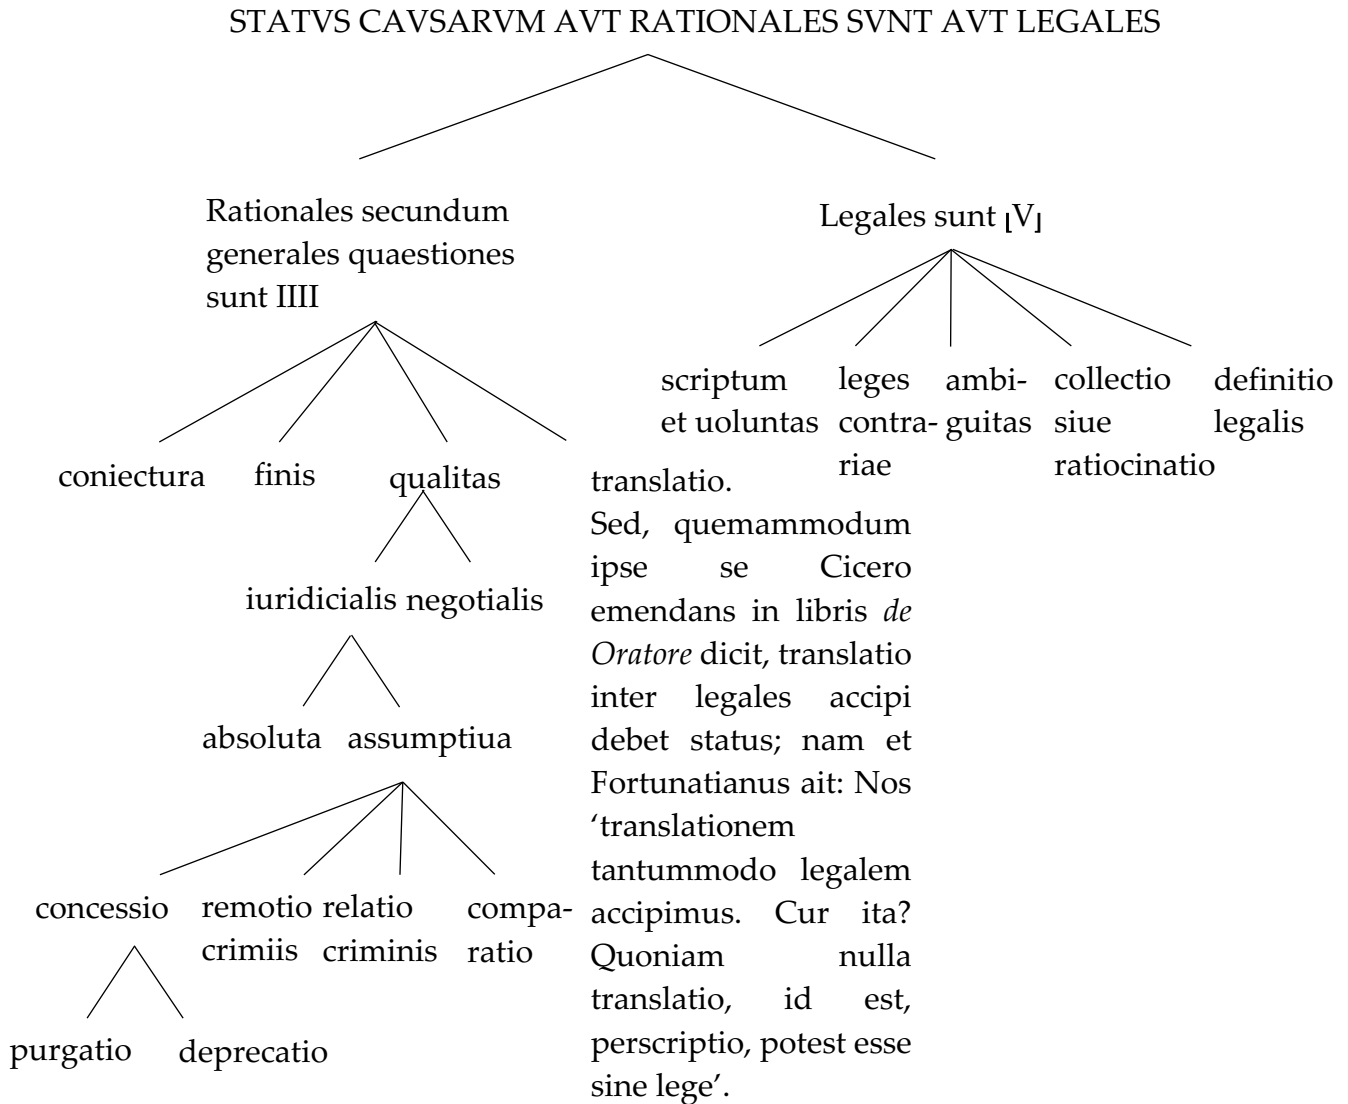 STATVS CAVSARVM AVT RATIONALES SVNT AVT LEGALES
Rationales secundum
generales quaestiones
sunt IIII
Legales sunt [V]
scriptum
et uoluntas
leges
contra-
riae
ambi-
guitas
collectio
siue
ratiocinatio
definitio
legalis
coniectura
finis
qualitas
translatio.
Sed, quemammodum
ipse se Cicero
emendans in libris de
Oratore dicit, translatio
inter legales accipi
debet status; nam et
Fortunatianus ait: Nos
‘translationem
tantummodo legalem
accipimus. Cur ita?
Quoniam nulla
translatio, id est,
perscriptio, potest esse
sine lege’.
iuridicialis
negotialis
absoluta
assumptiua
concessio
remotio
crimiis
relatio
criminis
compa-
ratio
purgatio
deprecatio